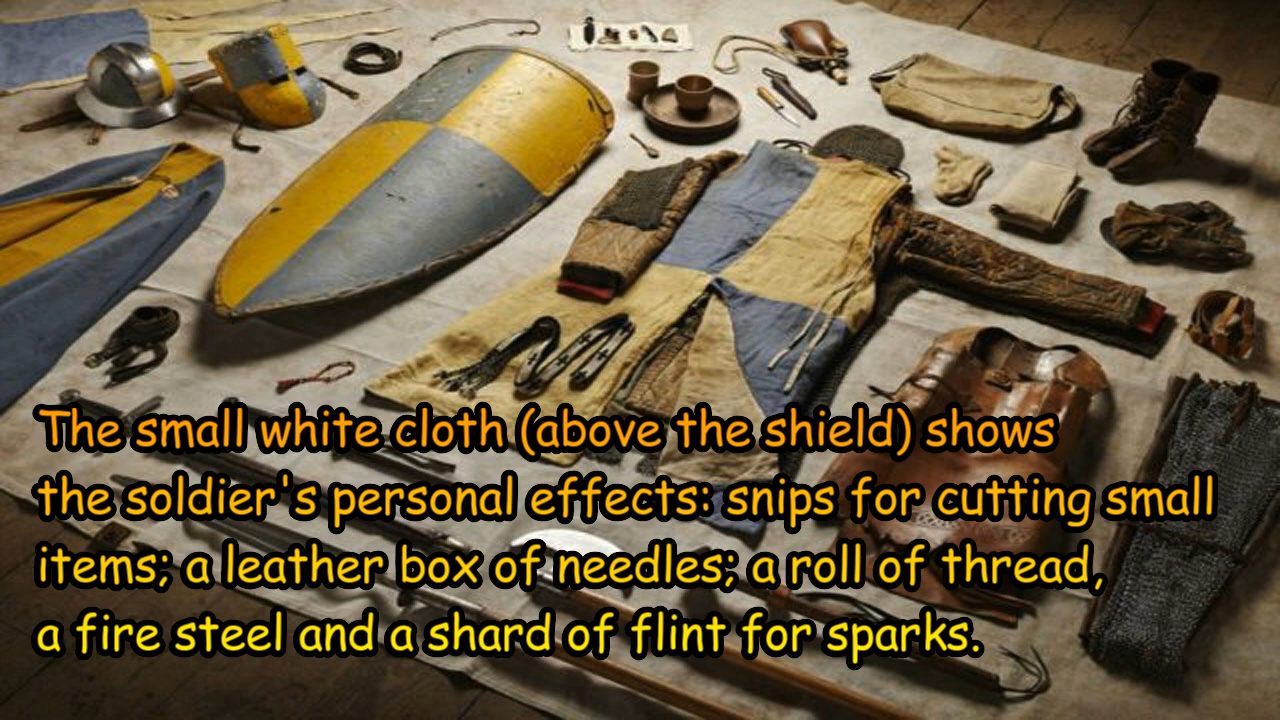 The small white cloth (above the shield) shows
the soldier's personal effects: snips for cutting small
items; a leather box of needles; a roll of thread,
a fire steel and a shard of flint for sparks.